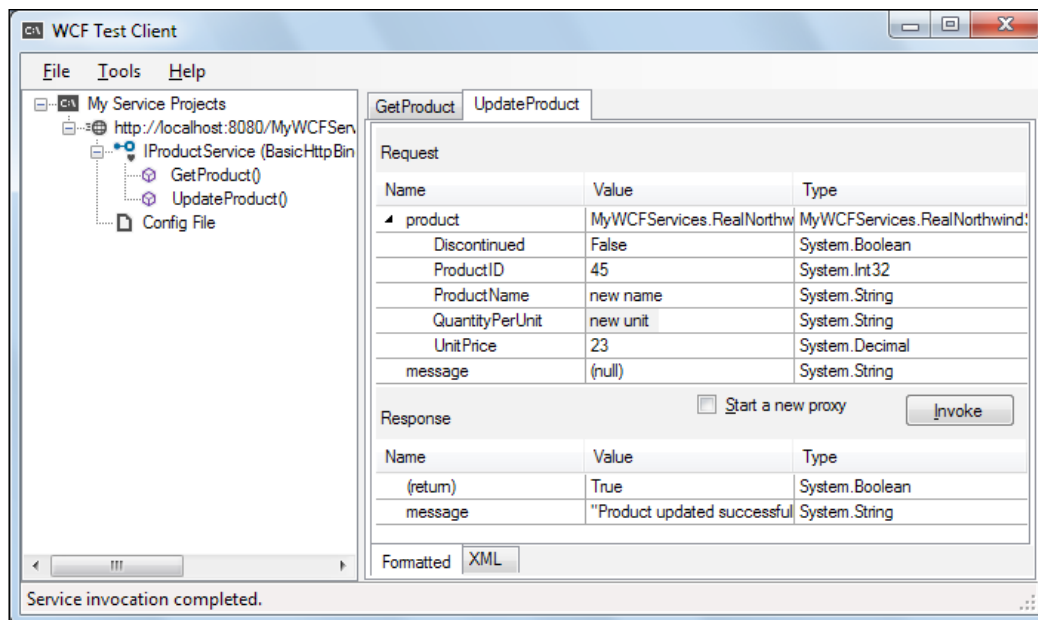 WCF Test Client
File Tools Help
My Service Projects
http://localhost:8080/MyWCFServ
IProductService (BasicHttpBin
GetProduct()
UpdateProduct()
Config File
GetProduct UpdateProduct
Request
Name Value Type
product MyWCFServices.RealNorthw MyWCFServices.RealNorthwindS
Discontinued False System.Boolean
ProductID 45 System.Int32
ProductName new name System.String
QuantityPerUnit new unit System.String
UnitPrice 23 System.Decimal
message (null) System.String
Response Start a new proxy Invoke
Name Value Type
(return) True System.Boolean
message "Product updated successful System.String
Formatted XML
Service invocation completed.